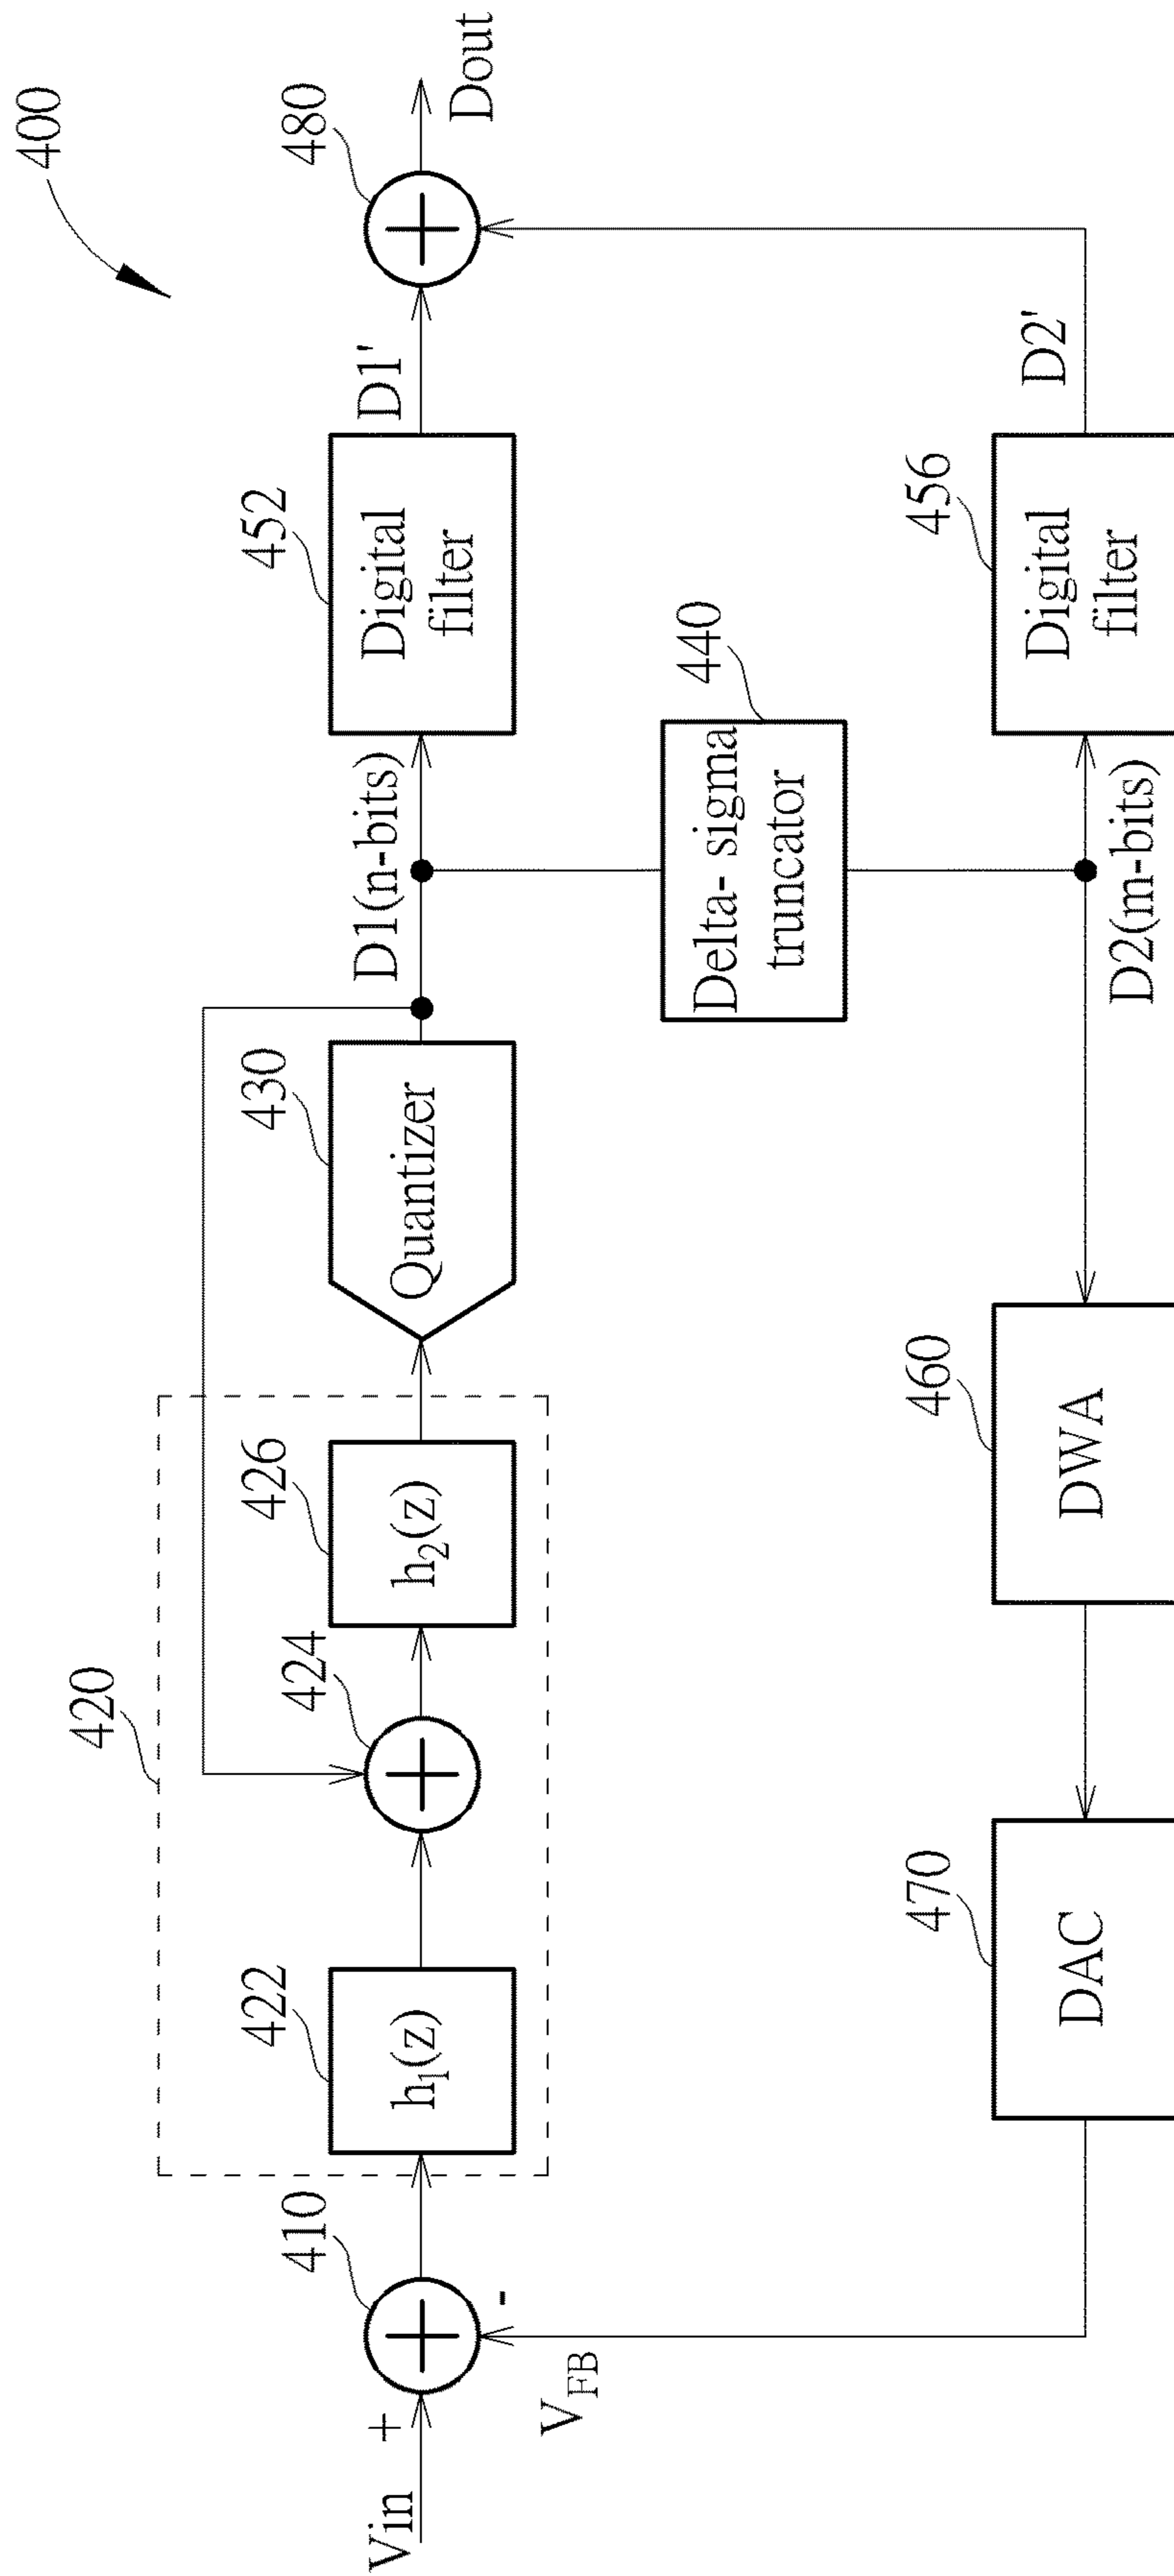 400
420
410
422
424
426
430
452
480
Vin
+
-
V_FB
h₁(z)
h₂(z)
Quantizer
D1(n-bits)
Digital
filter
D1'
Dout
440
Delta- sigma
truncator
470
DAC
460
DWA
D2(m-bits)
456
Digital
filter
D2'